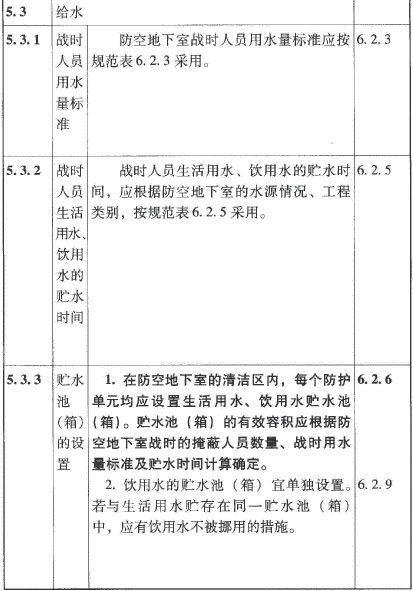 5.3 给水
5.3.1 战时 防空地下室战时人员用水量标准应按 6.2.3
人员 规范表6.2.3采用。
用水
量标
准
5.3.2 战时 战时人员生活用水、饮用水的贮水时 6.2.5
人员 间，应根据防空地下室的水源情况、工程
生活 类别，按规范表6.2.5采用。
用水、
饮用
水的
贮水
时间
5.3.3 贮水 1. 在防空地下室的清洁区内，每个防护 6.2.6
池 单元均应设置生活用水、饮用水贮水池
（箱） （箱）。贮水池（箱）的有效容积应根据防
的设 空地下室战时的掩蔽人员数量、战时用水
置 量标准及贮水时间计算确定。
2. 饮用水的贮水池（箱）宜单独设置。 6.2.9
若与生活用水贮存在同一贮水池（箱）
中，应有饮用水不被挪用的措施。